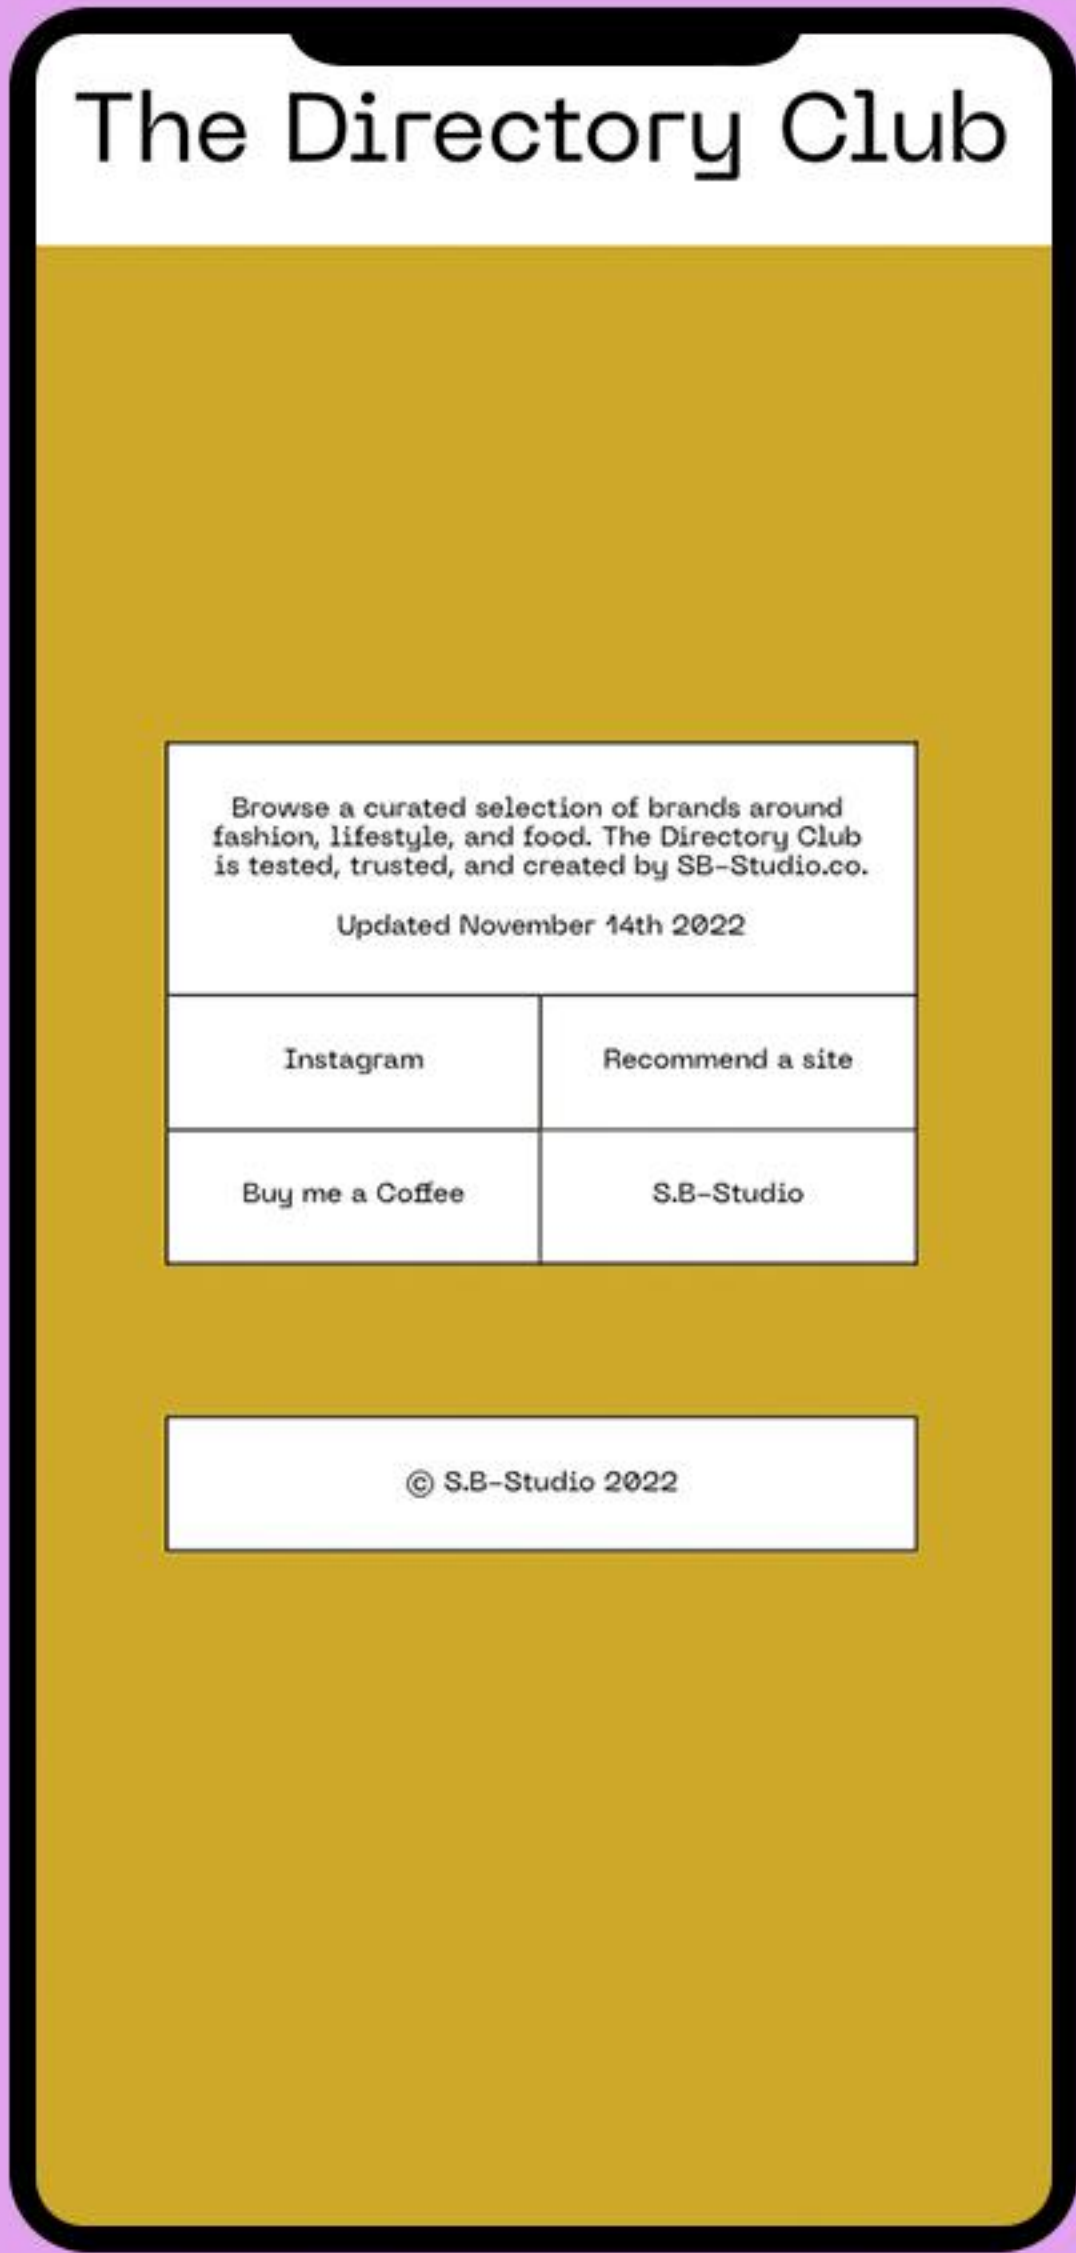 The Directory Club
Browse a curated selection of brands around
fashion, lifestyle, and food. The Directory Club
is tested, trusted, and created by SB-Studio.co.
Updated November 14th 2022
Instagram
Recommend a site
Buy me a Coffee
S.B-Studio
© S.B-Studio 2022